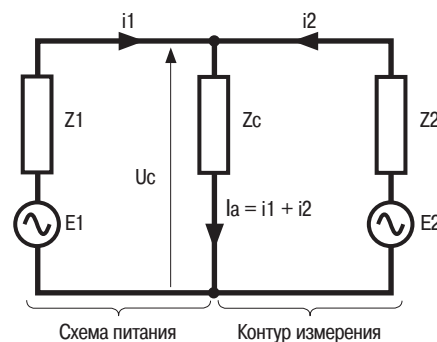 i1
i2
Z1
Zc
Z2
Uc
Ia = i1 + i2
E1
E2
Схема питания
Контур измерения